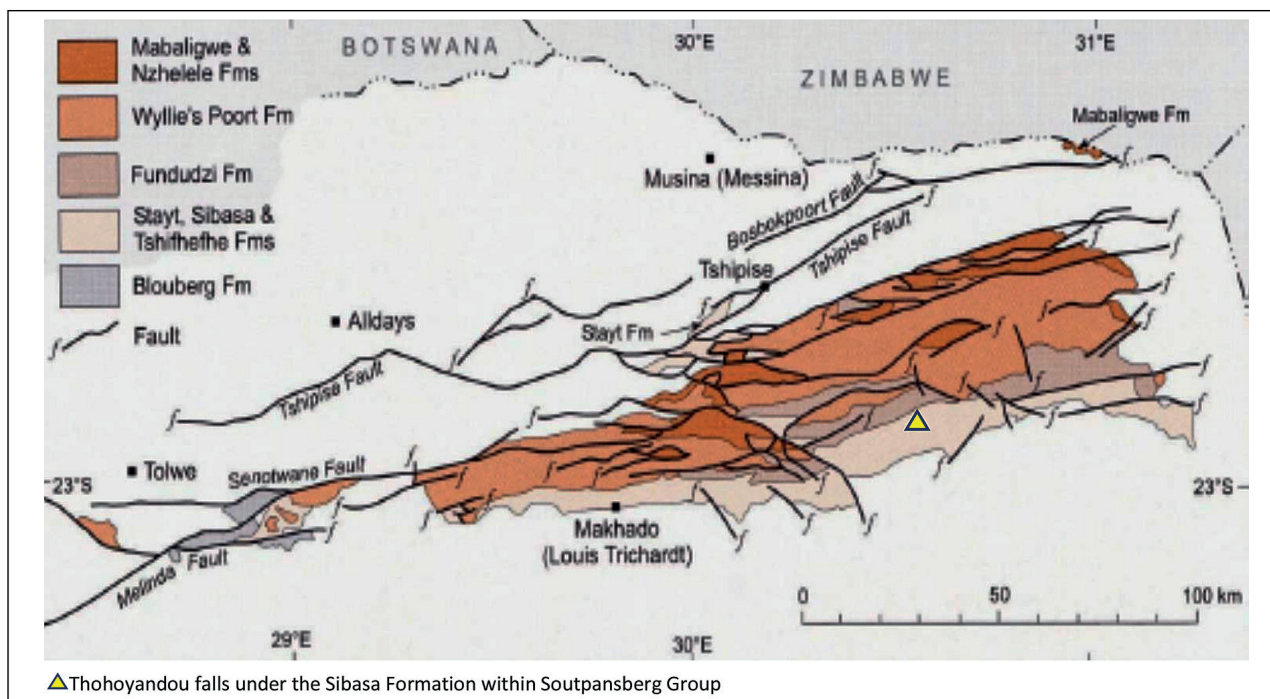 Mabaligwe &
Nzhelele Fms
Wyllie's Poort Fm
Fundudzi Fm
Stayt, Sibasa &
Tshifhefhe Fms
Blouberg Fm
f
Fault
BOTSWANA
30°E
31°E
ZIMBABWE
Mabaligwe Fm
Musina (Messina)
Bosbokpoort Fault
Tshipise Fault
Tshipise
Stayt Fm
Alldays
Tshipise Fault
Tolwe
Senotwane Fault
23°S
23°S
Makhado
(Louis Trichardt)
Melinda Fault
0 50 100 km
29°E
30°E
Thohoyandou falls under the Sibasa Formation within Soutpansberg Group